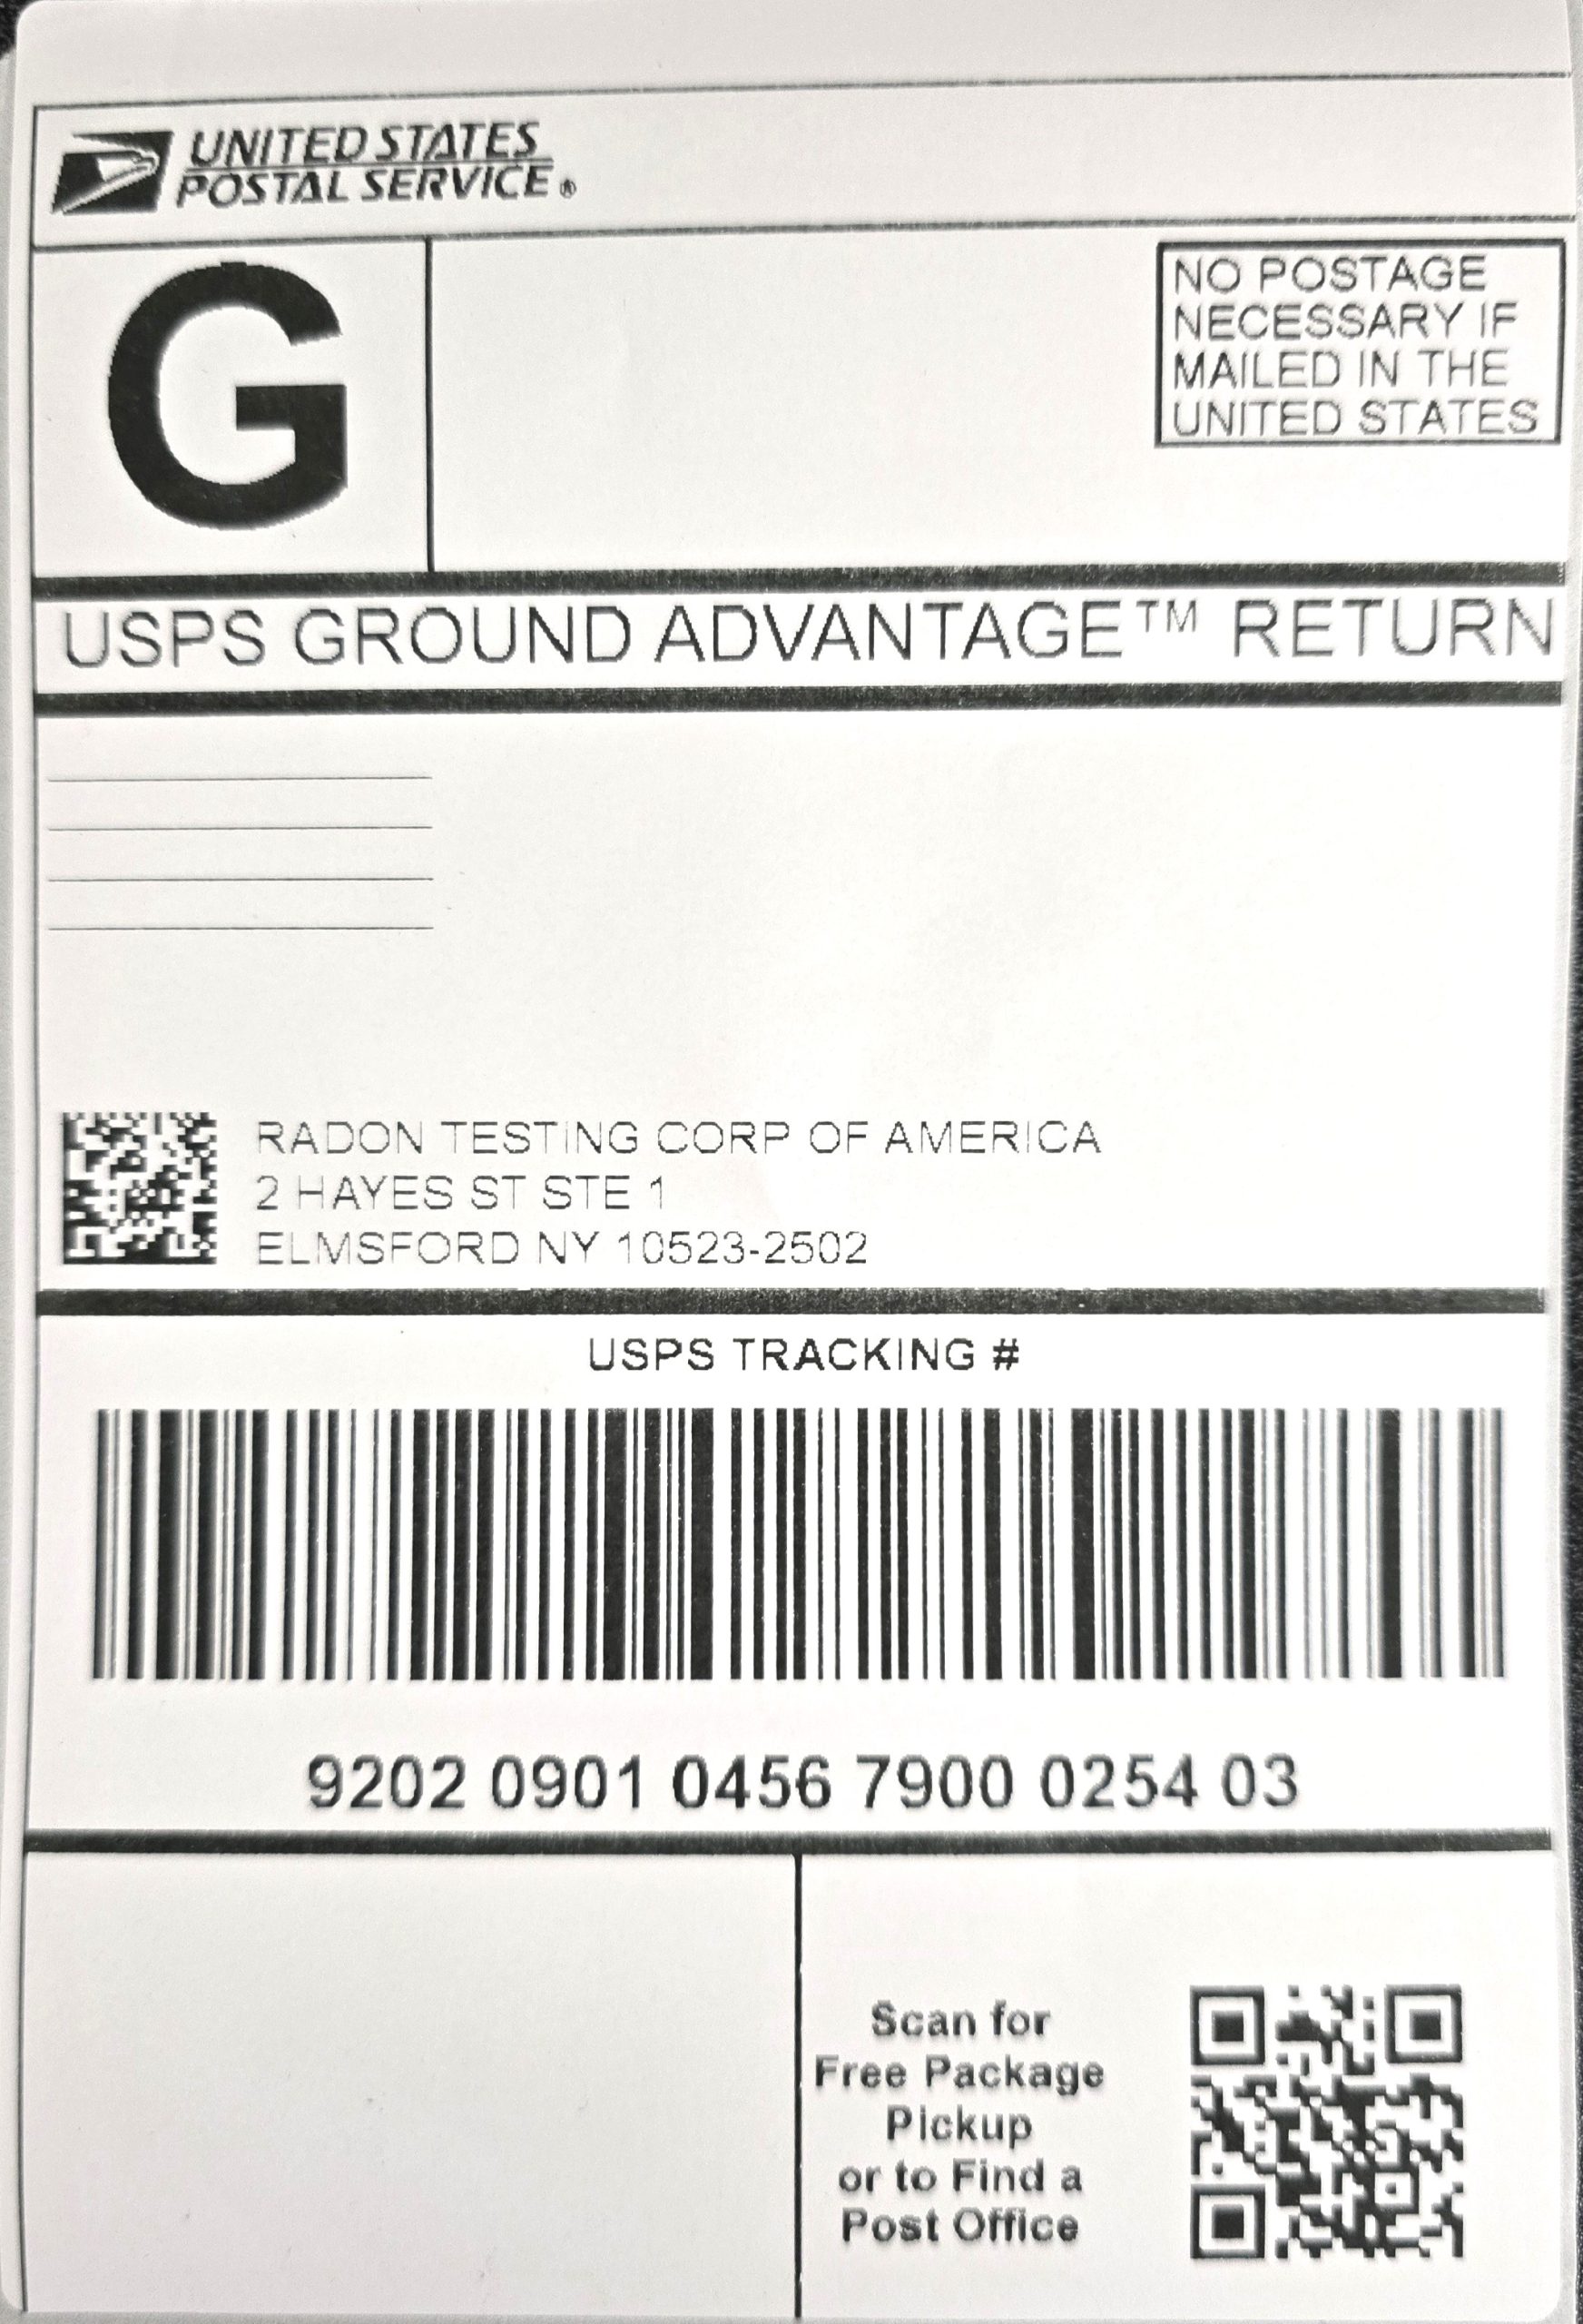 UNITED STATES
POSTAL SERVICE®
G
NO POSTAGE
NECESSARY IF
MAILED IN THE
UNITED STATES
USPS GROUND ADVANTAGE™ RETURN
RADON TESTING CORP OF AMERICA
2 HAYES ST STE 1
ELMSFORD NY 10523-2502
USPS TRACKING #
9202 0901 0456 7900 0254 03
Scan for
Free Package
Pickup
or to Find a
Post Office